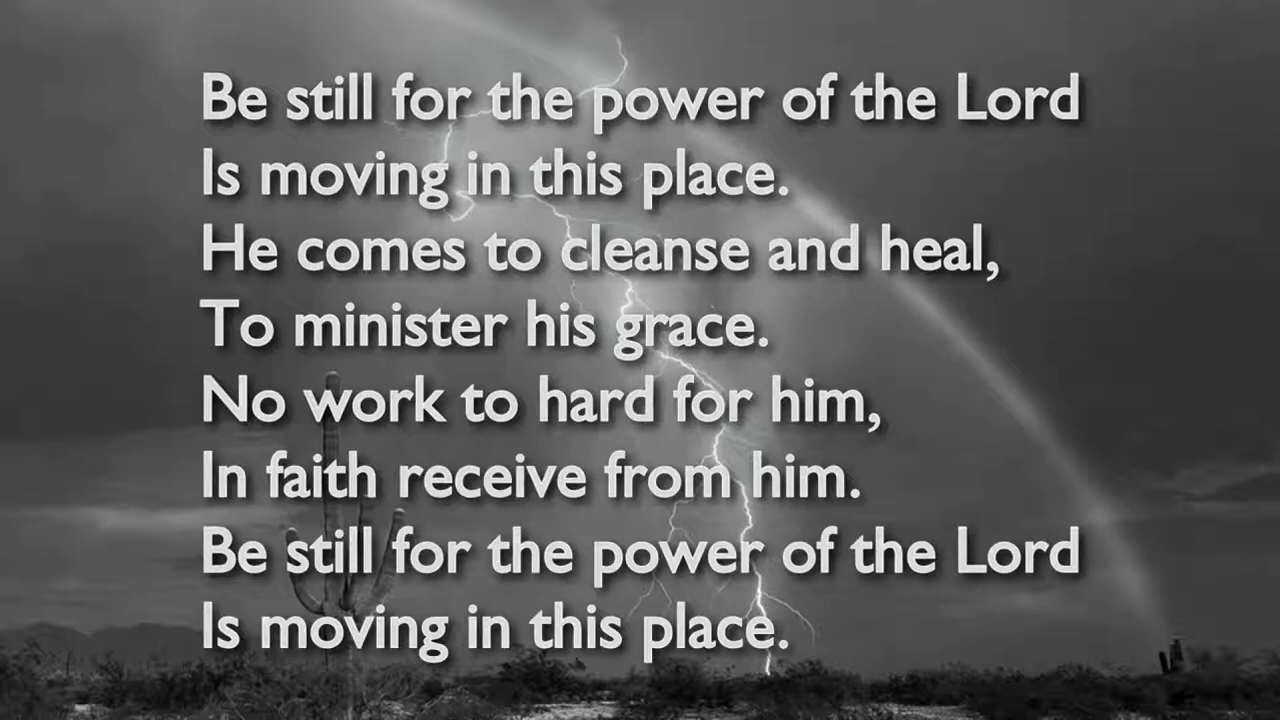 Be still for the power of the Lord
Is moving in this place.
He comes to cleanse and heal,
To minister his grace.
No work to hard for him,
In faith receive from him.
Be still for the power of the Lord
Is moving in this place.